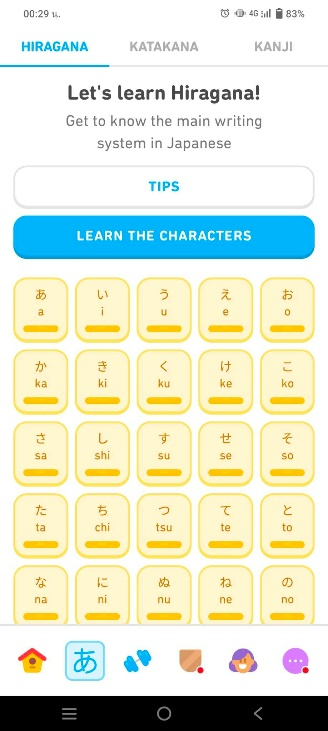 00:29 น. 4G 83%
HIRAGANA KATAKANA KANJI
Let's learn Hiragana!
Get to know the main writing
system in Japanese
TIPS
LEARN THE CHARACTERS
あ い う え お
a i u e o
か き く け こ
ka ki ku ke ko
さ し す せ そ
sa shi su se so
た ち つ て と
ta chi tsu te to
な に ぬ ね の
na ni nu ne no
あ